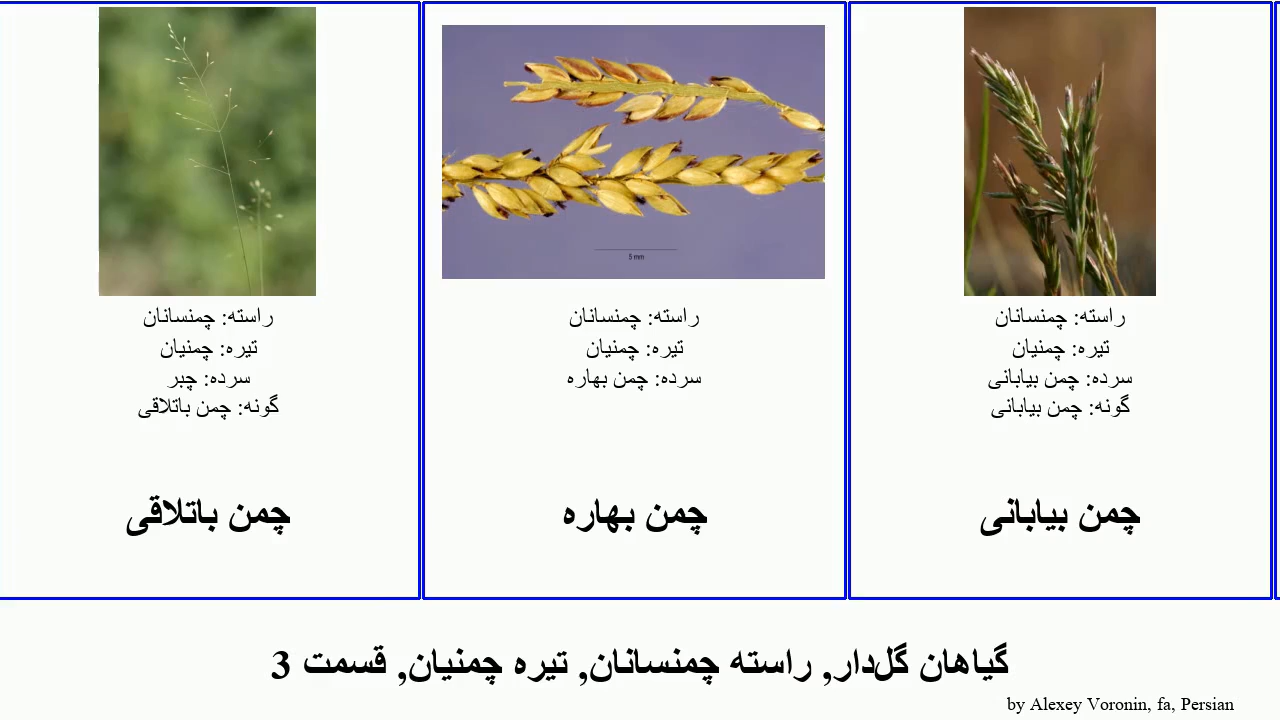 5 mm
راسته: چمنسانان
تیره: چمنیان
سرده: چبر
گونه: چمن باتلاقی
چمن باتلاقی
راسته: چمنسانان
تیره: چمنیان
سرده: چمن بهاره
چمن بهاره
راسته: چمنسانان
تیره: چمنیان
سرده: چمن بیابانی
گونه: چمن بیابانی
چمن بیابانی
گیاهان گل‌دار, راسته چمنسانان, تیره چمنیان, قسمت 3
by Alexey Voronin, fa, Persian